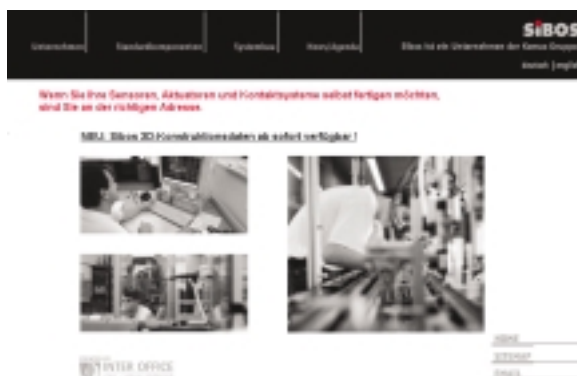 SiBOS
Unternehmen Standardkomponenten Systembau News/Agenda Sibos ist ein Unternehmen der Komax Gruppe
deutsch | englis
Wenn Sie Ihre Sensoren, Aktuatoren und Kontaktsysteme selbst fertigen möchten,
sind Sie an der richtigen Adresse.
NEU: Sibos 3D-Konstruktionsdaten ab sofort verfügbar !
HOME
SITEMAP
EMAIL
INTER OFFICE